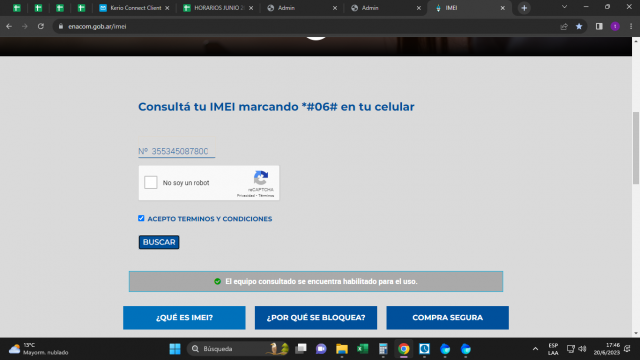 Kerio Connect Client
HORARIOS JUNIO 2
Admin
Admin
IMEI
enacom.gob.ar/imei
Consultá tu IMEI marcando *#06# en tu celular
Nº 35534508780
No soy un robot
reCAPTCHA
Privacidad - Términos
ACEPTO TERMINOS Y CONDICIONES
BUSCAR
El equipo consultado se encuentra habilitado para el uso.
¿QUÉ ES IMEI?
¿POR QUÉ SE BLOQUEA?
COMPRA SEGURA
13°C
Mayorm. nublado
Búsqueda
ESP
LAA
17:46
20/6/2023